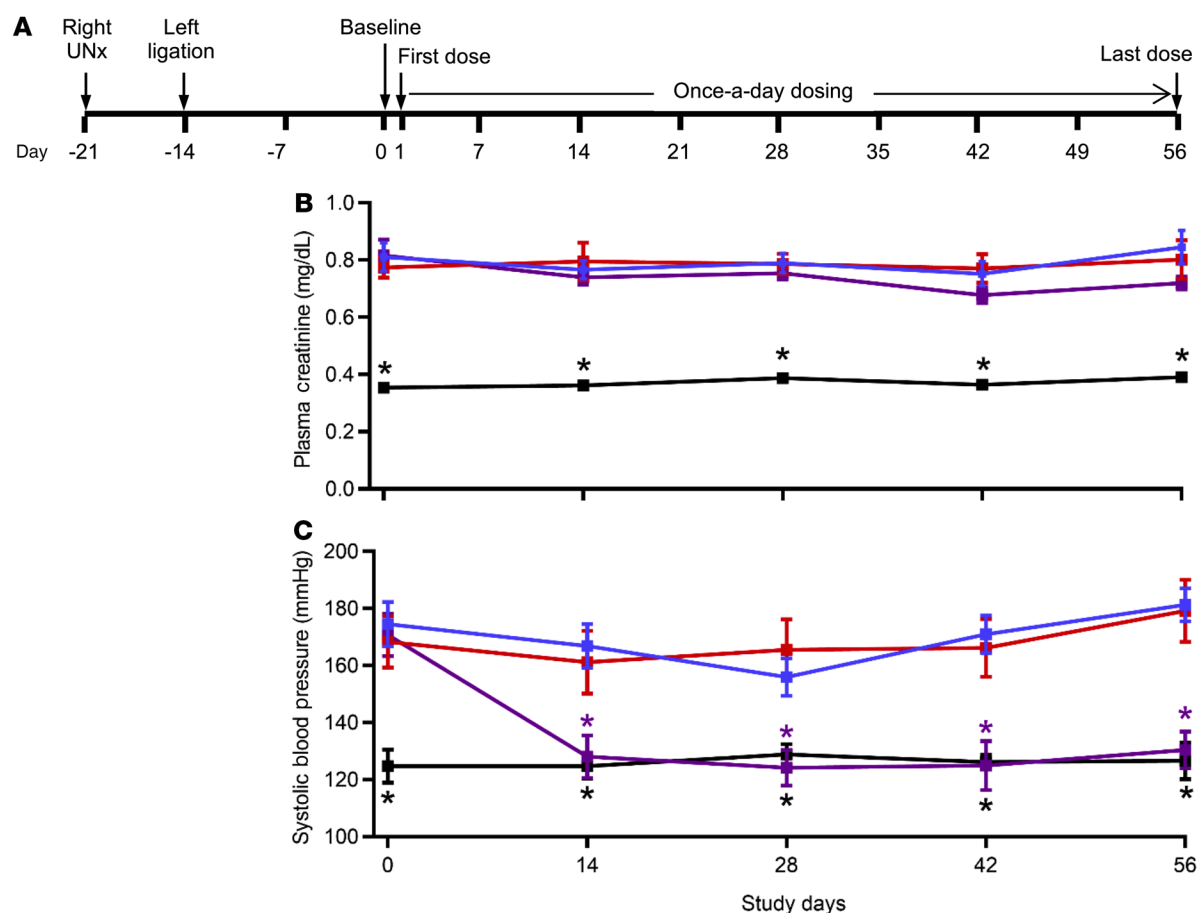 A
Right
UNx
Left
ligation
Baseline
First dose
Once-a-day dosing
Last dose
Day -21 -14 -7 0 1 7 14 21 28 35 42 49 56
B
Plasma creatinine (mg/dL)
1.0
0.8
0.6
0.4
0.2
0.0
* * * * *
C
Systolic blood pressure (mmHg)
200
180
160
140
120
100
* * * *
* * * * *
0 14 28 42 56
Study days